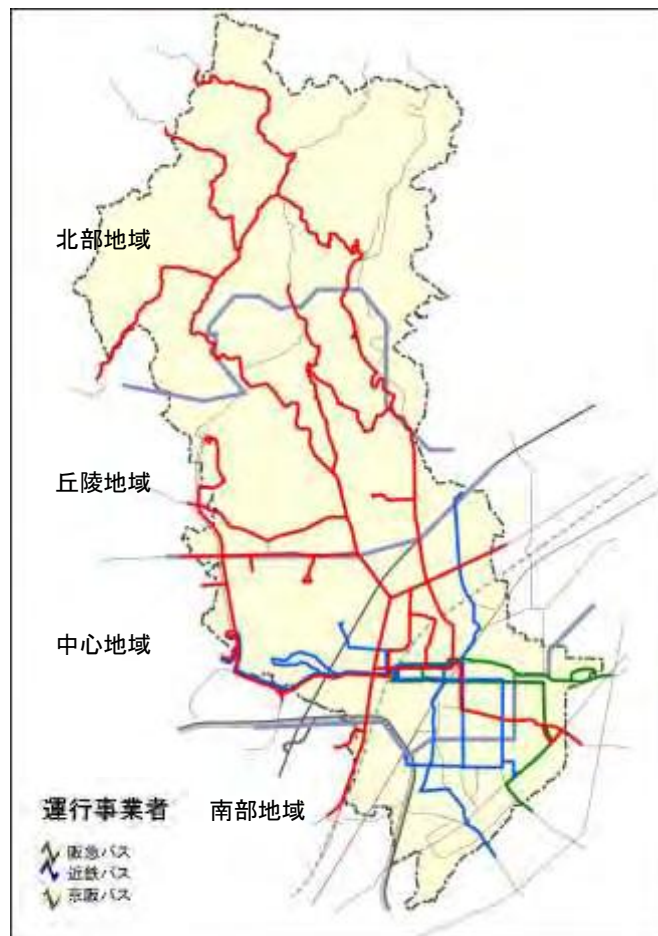 北部地域
丘陵地域
中心地域
南部地域
運行事業者
阪急バス
近鉄バス
京阪バス